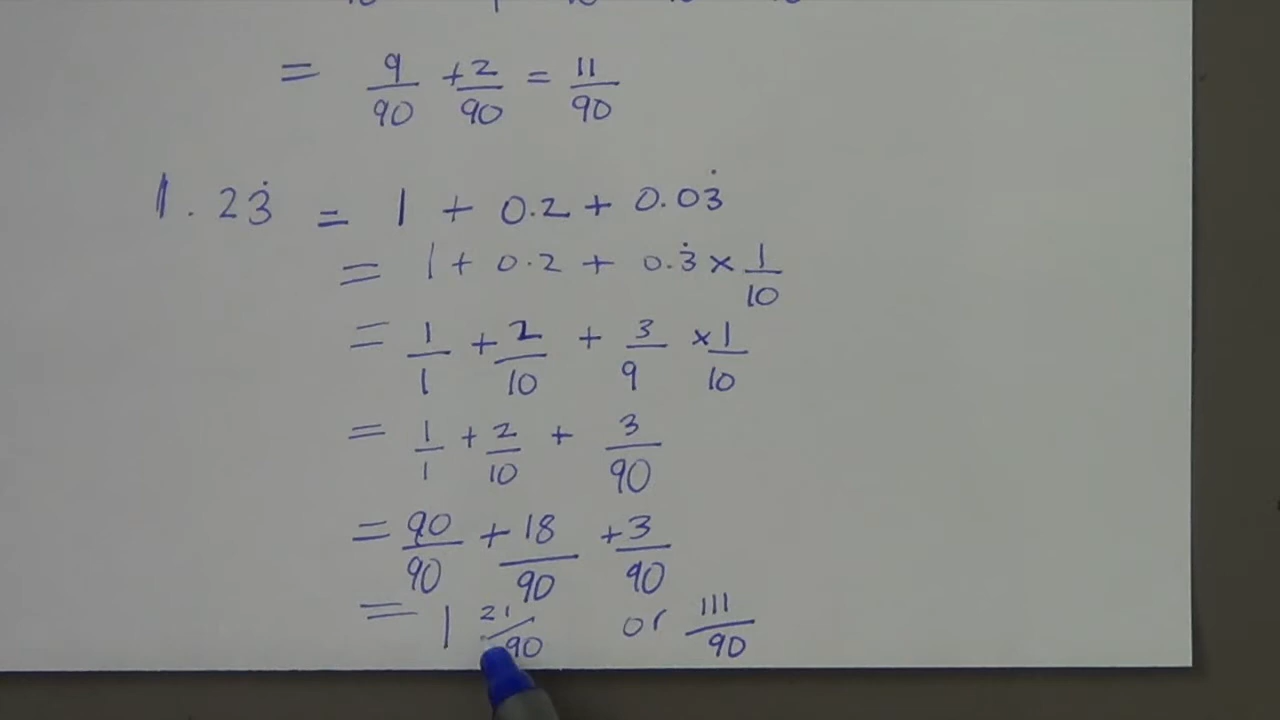 = 9/90 + 2/90 = 11/90
1.23̇ = 1 + 0.2 + 0.03̇
= 1 + 0.2 + 0.3̇ × 1/10
= 1/1 + 2/10 + 3/9 × 1/10
= 1/1 + 2/10 + 3/90
= 90/90 + 18/90 + 3/90
= 1 21/90 or 111/90